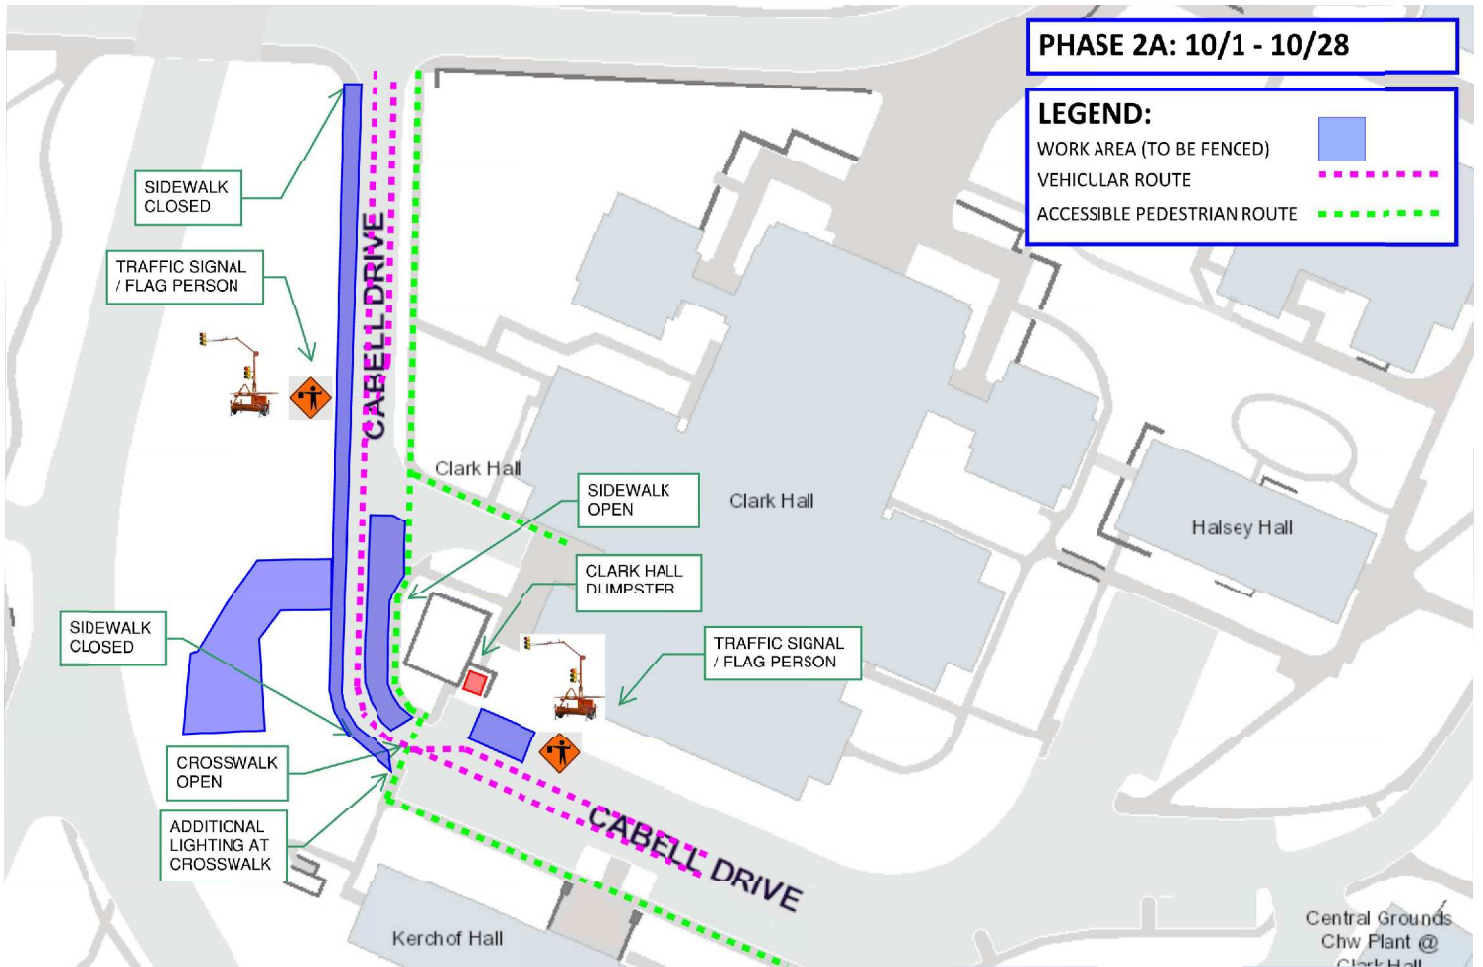 PHASE 2A: 10/1 - 10/28
LEGEND:
WORK AREA (TO BE FENCED)
VEHICULAR ROUTE
ACCESSIBLE PEDESTRIAN ROUTE
SIDEWALK
CLOSED
TRAFFIC SIGNAL
/ FLAG PERSON
CABELL DRIVE
Clark Hall
SIDEWALK
OPEN
Clark Hall
Halsey Hall
CLARK HALL
DUMPSTER
SIDEWALK
CLOSED
TRAFFIC SIGNAL
/ FLAG PERSON
CROSSWALK
OPEN
ADDITIONAL
LIGHTING AT
CROSSWALK
CABELL DRIVE
Kerchof Hall
Central Grounds
Chw Plant @
Clark Hall